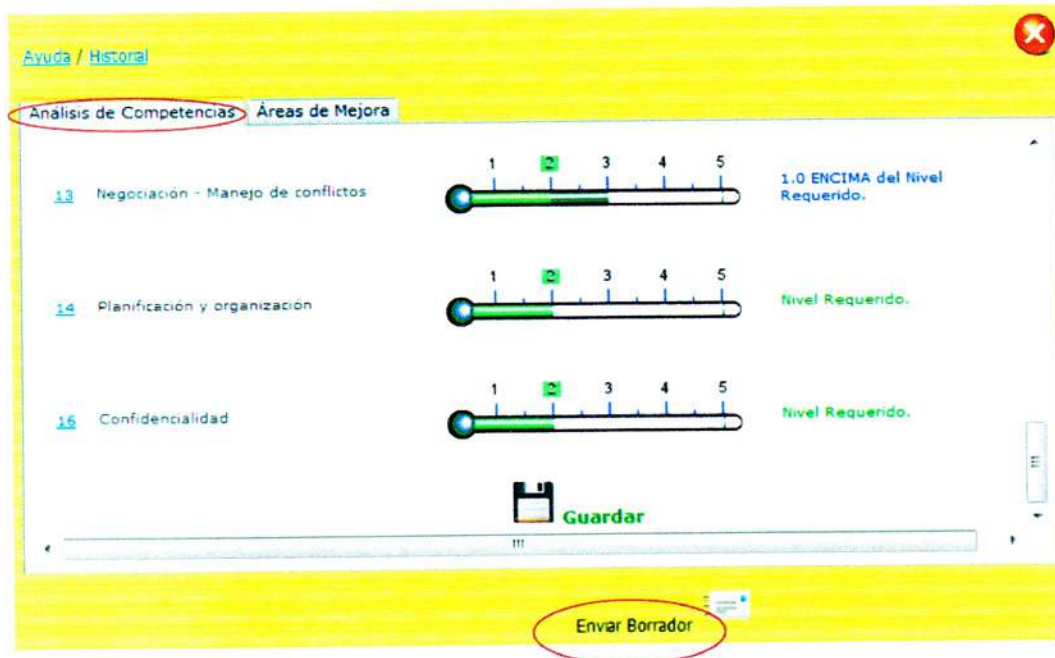 Ayuda / Historial
Análisis de Competencias Áreas de Mejora
1 2 3 4 5
13 Negociación - Manejo de conflictos
1.0 ENCIMA del Nivel
Requerido.
1 2 3 4 5
14 Planificación y organización
Nivel Requerido.
1 2 3 4 5
16 Confidencialidad
Nivel Requerido.
Guardar
Enviar Borrador